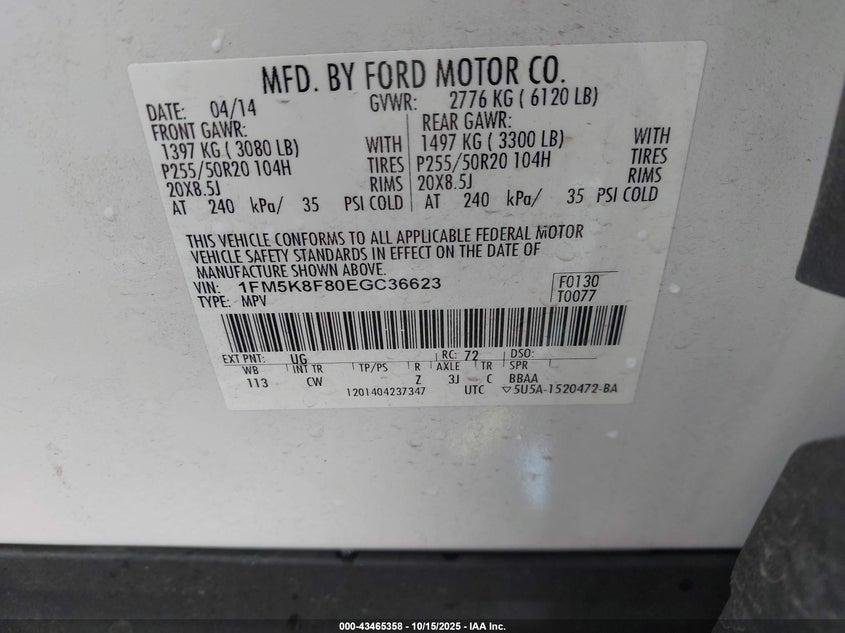 MFD. BY FORD MOTOR CO.
DATE: 04/14 GVWR: 2776 KG ( 6120 LB)
FRONT GAWR: REAR GAWR:
1397 KG ( 3080 LB) WITH 1497 KG ( 3300 LB) WITH
P255/50R20 104H TIRES P255/50R20 104H TIRES
20X8.5J RIMS 20X8.5J RIMS
AT 240 kPa/ 35 PSI COLD AT 240 kPa/ 35 PSI COLD
THIS VEHICLE CONFORMS TO ALL APPLICABLE FEDERAL MOTOR
VEHICLE SAFETY STANDARDS IN EFFECT ON THE DATE OF
MANUFACTURE SHOWN ABOVE.
VIN: 1FM5K8F80EGC36623 F0130
TYPE: MPV T0077
EXT PNT: UG RC: 72 DSO:
WB INT TR TP/PS R AXLE TR SPR
113 CW Z 3J C BBAA
1201404237347 UTC ▽5U5A-1520472-BA
000-43465358 - 10/15/2025 - IAA Inc.